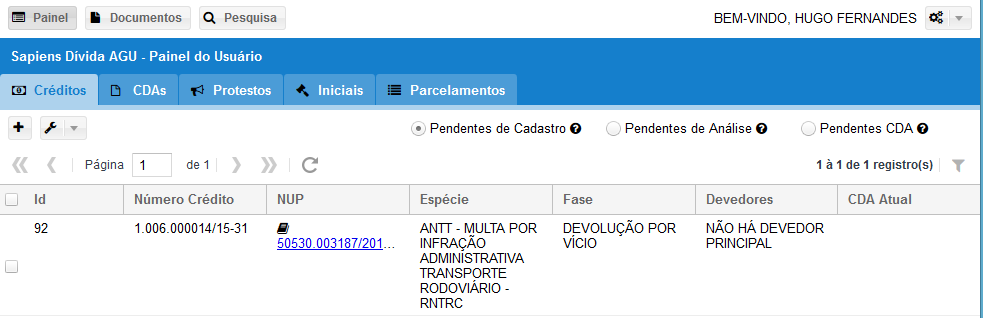 Painel Documentos Pesquisa BEM-VINDO, HUGO FERNANDES
Sapiens Dívida AGU - Painel do Usuário
Créditos CDAs Protestos Iniciais Parcelamentos
Pendentes de Cadastro Pendentes de Análise Pendentes CDA
Página 1 de 1 1 à 1 de 1 registro(s)
Id Número Crédito NUP Espécie Fase Devedores CDA Atual
92 1.006.000014/15-31 50530.003187/201... ANTT - MULTA POR INFRAÇÃO ADMINISTRATIVA TRANSPORTE RODOVIÁRIO - RNTRC DEVOLUÇÃO POR VÍCIO NÃO HÁ DEVEDOR PRINCIPAL